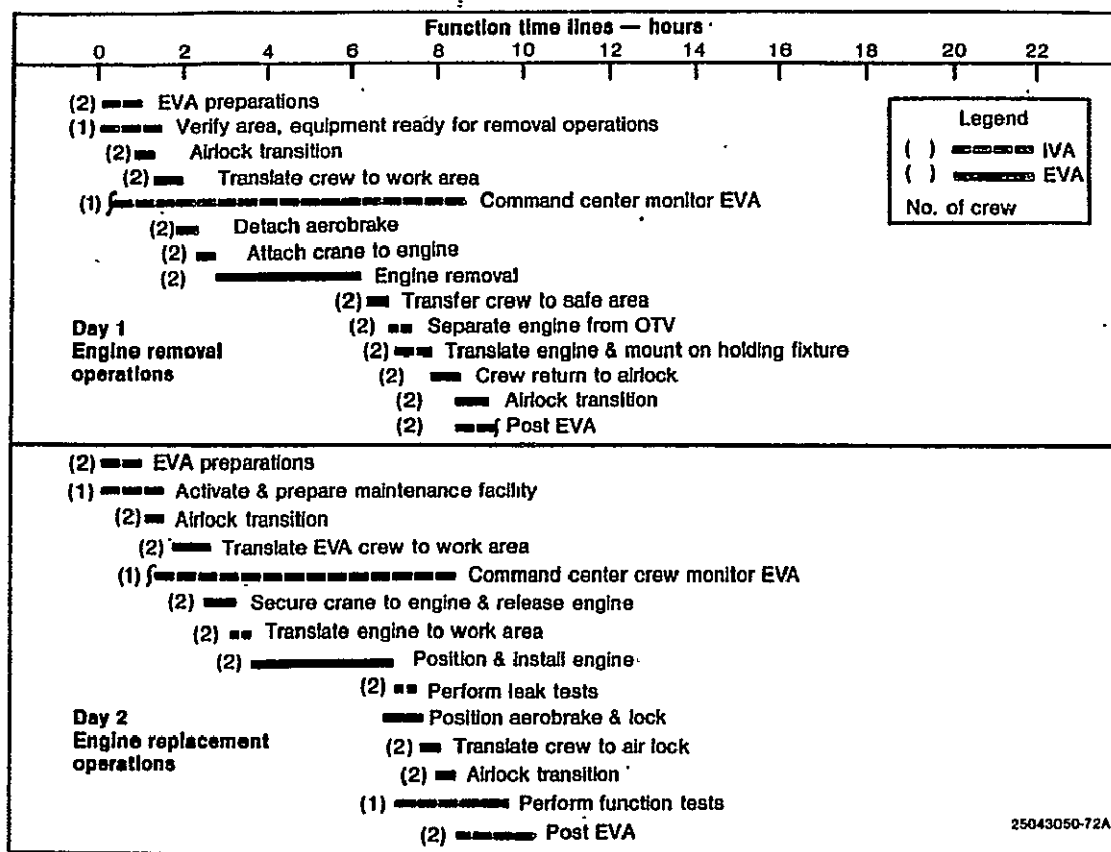 Function time lines — hours
0 2 4 6 8 10 12 14 16 18 20 22
(2) EVA preparations
(1) Verify area, equipment ready for removal operations
(2) Airlock transition
(2) Translate crew to work area
(1) Command center monitor EVA
(2) Detach aerobrake
(2) Attach crane to engine
(2) Engine removal
(2) Transfer crew to safe area
(2) Separate engine from OTV
(2) Translate engine & mount on holding fixture
(2) Crew return to airlock
(2) Airlock transition
(2) Post EVA
Day 1
Engine removal
operations
Legend
( ) IVA
( ) EVA
No. of crew
(2) EVA preparations
(1) Activate & prepare maintenance facility
(2) Airlock transition
(2) Translate EVA crew to work area
(1) Command center crew monitor EVA
(2) Secure crane to engine & release engine
(2) Translate engine to work area
(2) Position & install engine
(2) Perform leak tests
Position aerobrake & lock
(2) Translate crew to air lock
(2) Airlock transition
(1) Perform function tests
(2) Post EVA
Day 2
Engine replacement
operations
25043050-72A